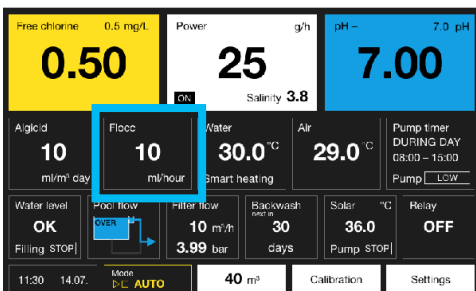 Free chlorine 0.5 mg/L Power g/h pH – 7.0 pH
0.50 25 7.00
ON Salinity 3.8
Algicid Flocc Water Air Pump timer
DURING DAY
10 10 30.0 °C 29.0 °C 08:00 – 15:00
ml/m³ day ml/hour Smart heating Pump LOW
Water level Pool flow Filter flow Backwash Solar °C Relay
next in
OK OVER 10 m³/h 30 36.0 OFF
Filling STOP 3.99 bar days Pump STOP
11:30 14.07. Mode AUTO 40 m³ Calibration Settings